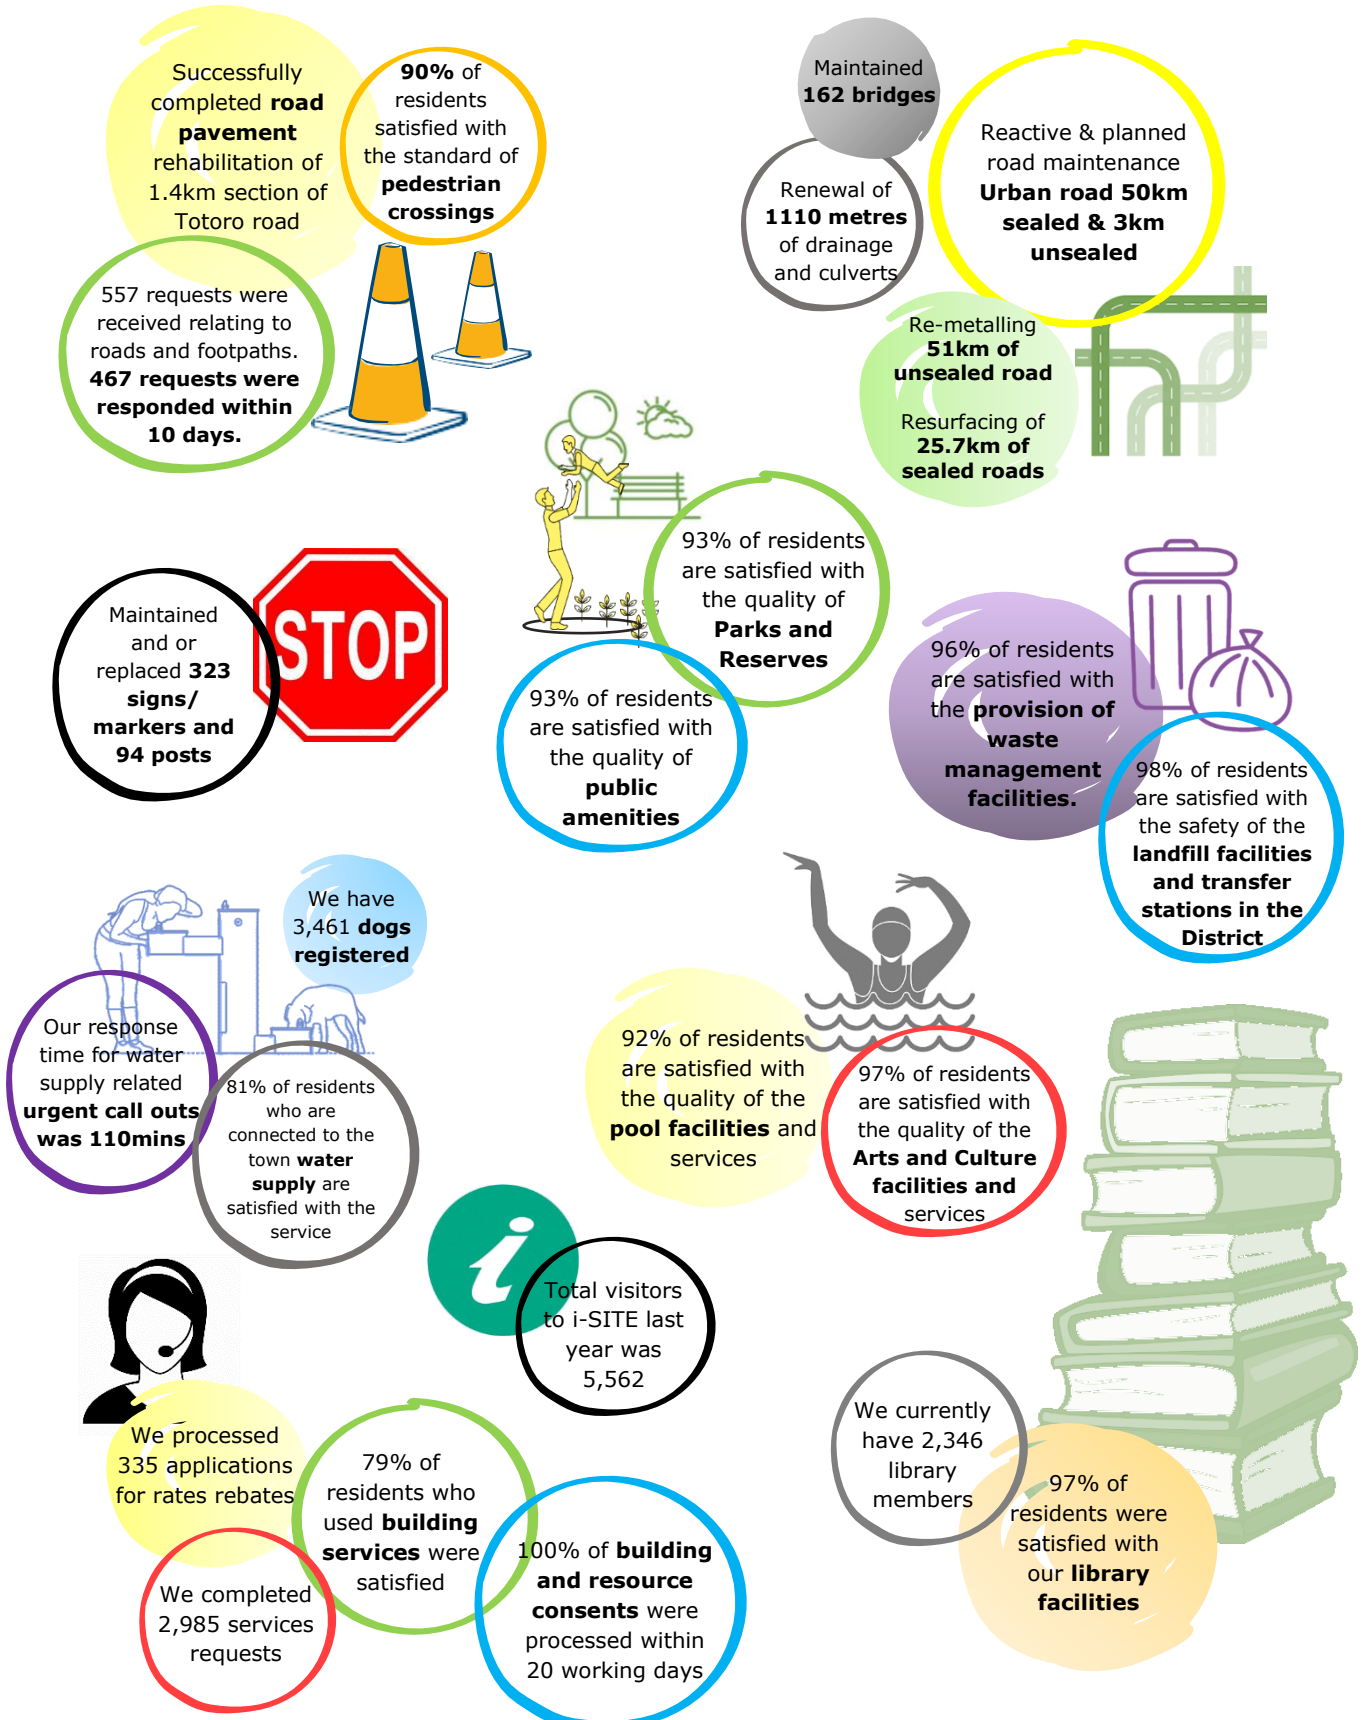 Successfully
completed road
pavement
rehabilitation of
1.4km section of
Totoro road
90% of
residents
satisfied with
the standard of
pedestrian
crossings
557 requests were
received relating to
roads and footpaths.
467 requests were
responded within
10 days.
Maintained
162 bridges
Renewal of
1110 metres
of drainage
and culverts
Reactive & planned
road maintenance
Urban road 50km
sealed & 3km
unsealed
Re-metalling
51km of
unsealed road
Resurfacing of
25.7km of
sealed roads
Maintained
and or
replaced 323
signs/
markers and
94 posts
STOP
93% of residents
are satisfied with
the quality of
Parks and
Reserves
93% of residents
are satisfied with
the quality of
public
amenities
96% of residents
are satisfied with
the provision of
waste
management
facilities.
98% of residents
are satisfied with
the safety of the
landfill facilities
and transfer
stations in the
District
We have
3,461 dogs
registered
Our response
time for water
supply related
urgent call outs
was 110mins
81% of residents
who are
connected to the
town water
supply are
satisfied with the
service
92% of residents
are satisfied with
the quality of the
pool facilities and
services
97% of residents
are satisfied with
the quality of the
Arts and Culture
facilities and
services
i
Total visitors
to i-SITE last
year was
5,562
We processed
335 applications
for rates rebates
We completed
2,985 services
requests
79% of
residents who
used building
services were
satisfied
100% of building
and resource
consents were
processed within
20 working days
We currently
have 2,346
library
members
97% of
residents were
satisfied with
our library
facilities